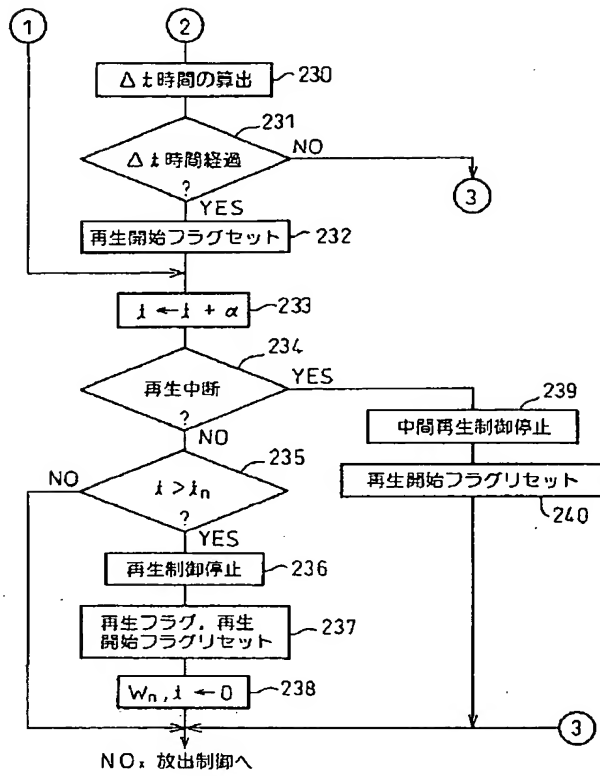 1
2
Δt時間の算出
230
231
Δt時間経過
?
NO
3
YES
再生開始フラグセット
232
t←t+α
233
234
再生中断
?
YES
NO
239
中間再生制御停止
再生開始フラグリセット
240
235
NO
t>tn
?
YES
再生制御停止
236
再生フラグ,再生
開始フラグリセット
237
Wn,t←0
238
3
NOx放出制御へ